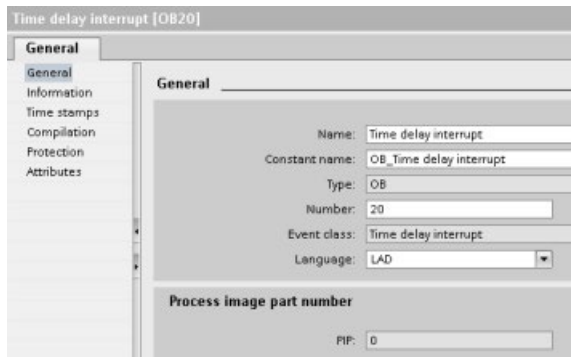 Time delay interrupt [OB20]
General
General
Information
Time stamps
Compilation
Protection
Attributes
General
Name: Time delay interrupt
Constant name: OB_Time delay interrupt
Type: OB
Number: 20
Event class: Time delay interrupt
Language: LAD
Process image part number
PIP: 0